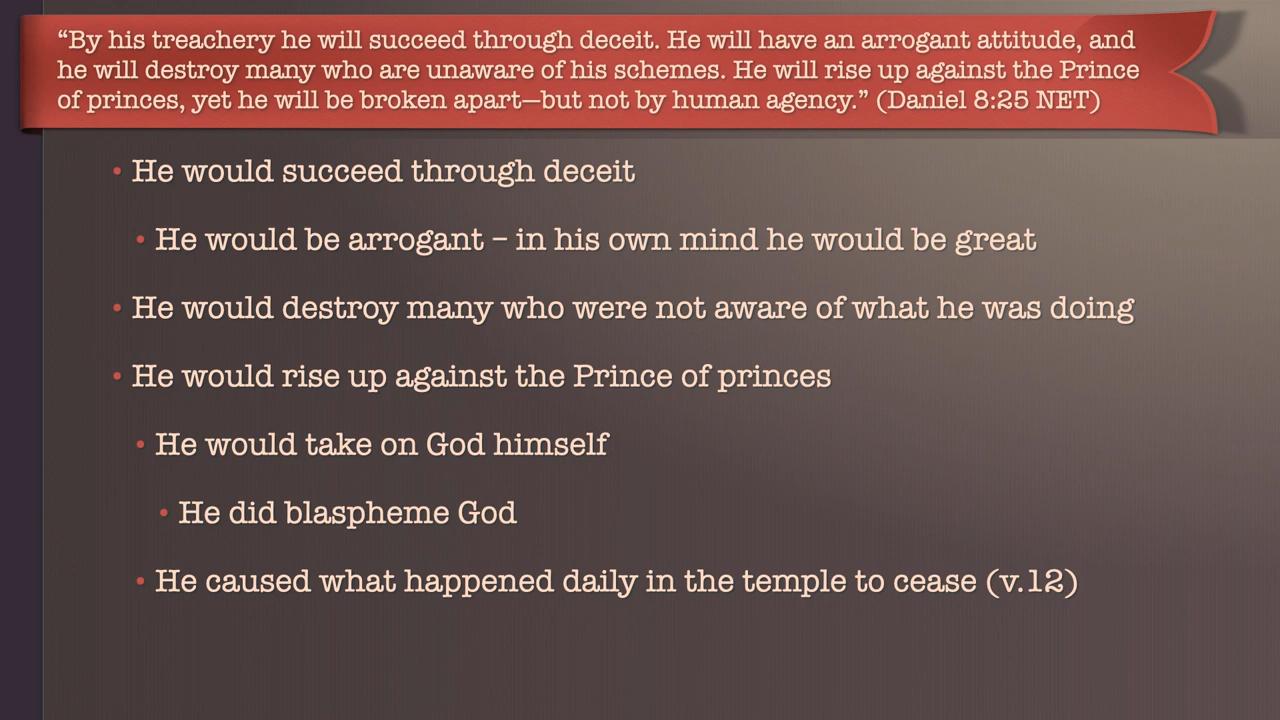 “By his treachery he will succeed through deceit. He will have an arrogant attitude, and
he will destroy many who are unaware of his schemes. He will rise up against the Prince
of princes, yet he will be broken apart—but not by human agency.” (Daniel 8:25 NET)
• He would succeed through deceit
• He would be arrogant – in his own mind he would be great
• He would destroy many who were not aware of what he was doing
• He would rise up against the Prince of princes
• He would take on God himself
• He did blaspheme God
• He caused what happened daily in the temple to cease (v.12)